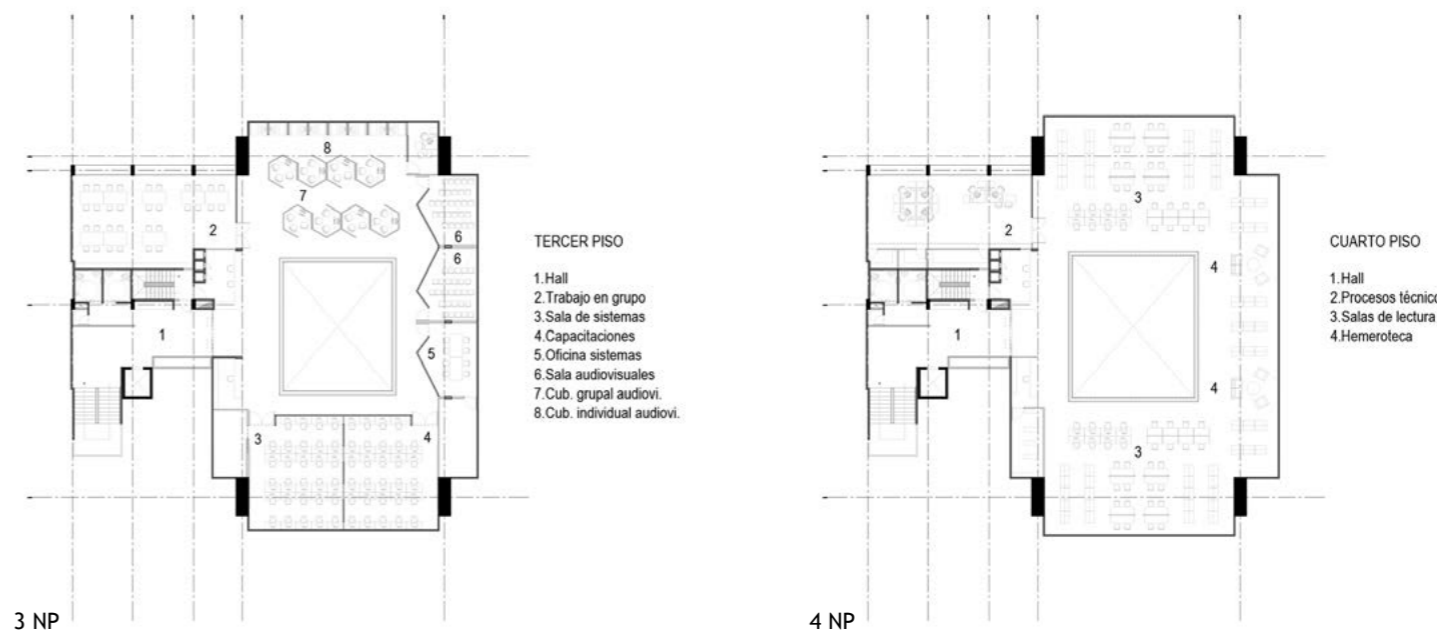 8
7
2
6
6
1
5
3
4
TERCER PISO
1.Hall
2.Trabajo en grupo
3.Sala de sistemas
4.Capacitaciones
5.Oficina sistemas
6.Sala audiovisuales
7.Cub. grupal audiovi.
8.Cub. individual audiovi.
3 NP
3
2
4
1
4
3
CUARTO PISO
1.Hall
2.Procesos técnico
3.Salas de lectura
4.Hemeroteca
4 NP